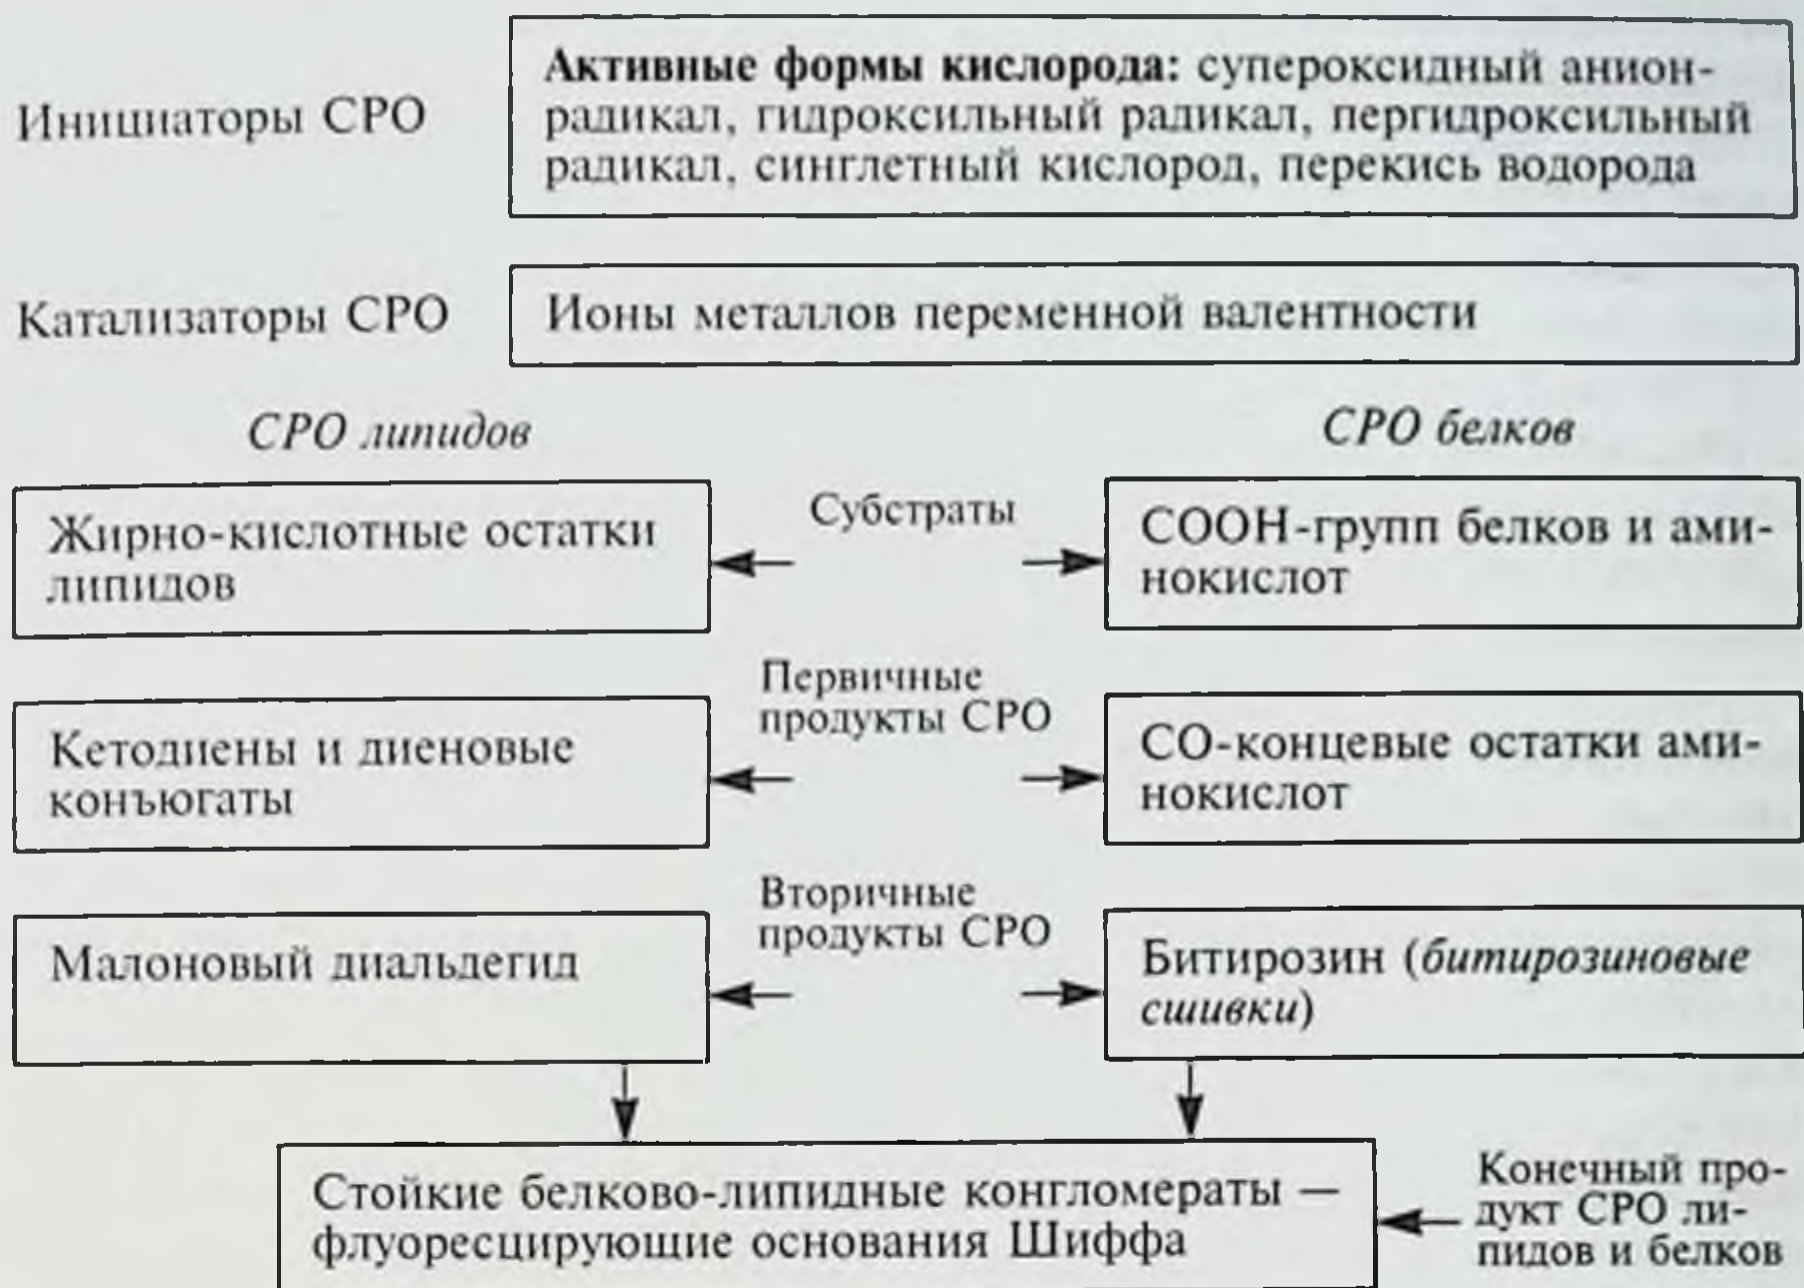 Инициаторы СРО
Активные формы кислорода: супероксидный анион-
радикал, гидроксильный радикал, пергидроксильный
радикал, синглетный кислород, перекись водорода
Катализаторы СРО
Ионы металлов переменной валентности
СРО липидов
СРО белков
Жирно-кислотные остатки
липидов
Субстраты
СООН-групп белков и ами-
нокислот
Первичные
продукты СРО
Кетодиены и диеновые
конъюгаты
СО-концевые остатки ами-
нокислот
Вторичные
продукты СРО
Малоновый диальдегид
Битирозин (битирозиновые
сшивки)
Стойкие белково-липидные конгломераты —
флуоресцирующие основания Шиффа
Конечный про-
дукт СРО ли-
пидов и белков